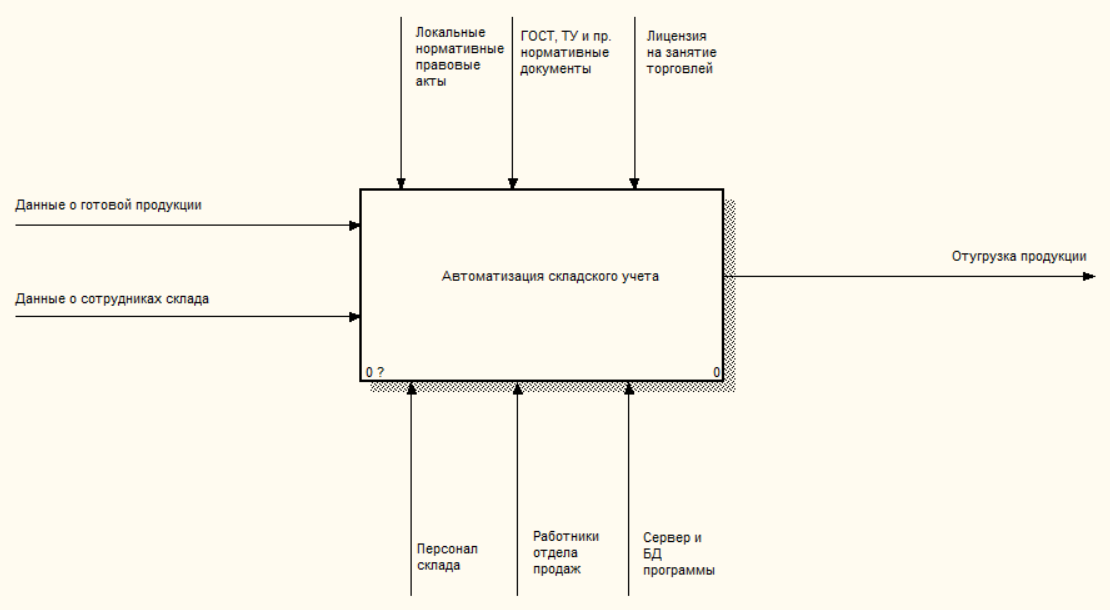 Локальные
нормативные
правовые
акты
ГОСТ, ТУ и пр.
нормативные
документы
Лицензия
на занятие
торговлей
Данные о готовой продукции
Данные о сотрудниках склада
Автоматизация складского учета
0 ?
0
Отугрузка продукции
Персонал
склада
Работники
отдела
продаж
Сервер и
БД
программы